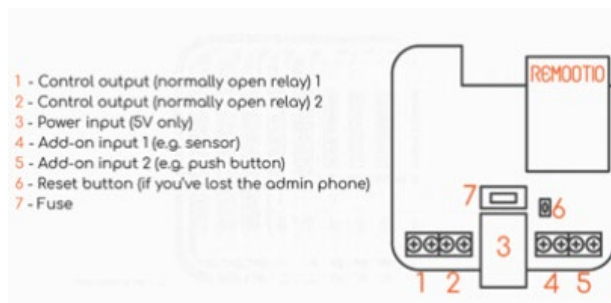 1 - Control output (normally open relay) 1
2 - Control output (normally open relay) 2
3 - Power input (5V only)
4 - Add-on input 1 (e.g. sensor)
5 - Add-on input 2 (e.g. push button)
6 - Reset button (if you've lost the admin phone)
7 - Fuse
REMOOTIO
7
6
3
1 2
4 5